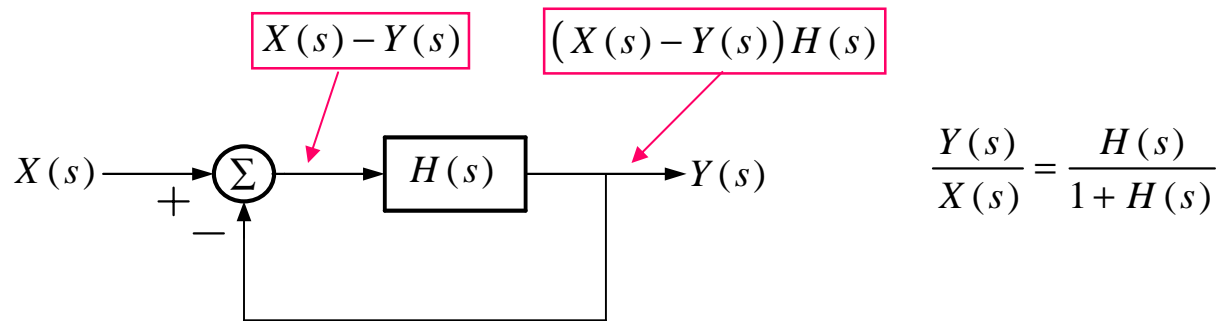 X(s)−Y(s)
(X(s)−Y(s))H(s)
X(s)
+
−
Σ
H(s)
Y(s)
Y(s)/X(s) = H(s)/1+H(s)